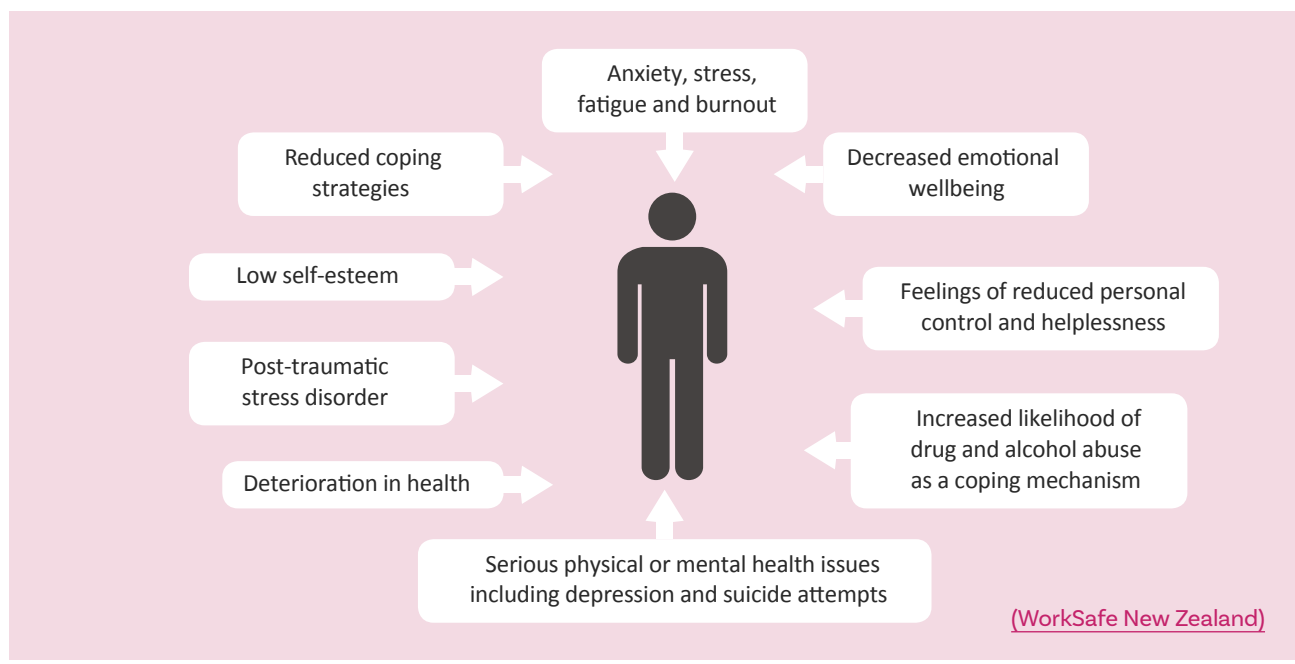 Anxiety, stress,
fatigue and burnout
Reduced coping
strategies
Decreased emotional
wellbeing
Low self-esteem
Feelings of reduced personal
control and helplessness
Post-traumatic
stress disorder
Increased likelihood of
drug and alcohol abuse
as a coping mechanism
Deterioration in health
Serious physical or mental health issues
including depression and suicide attempts
(WorkSafe New Zealand)